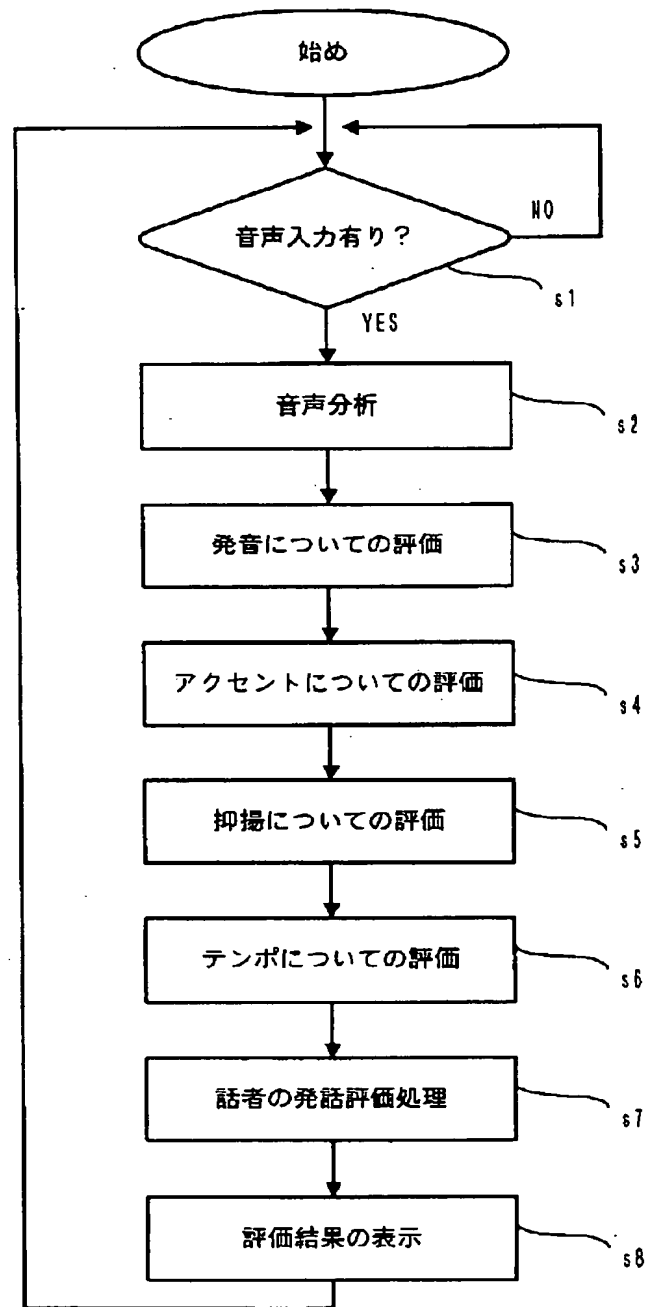 始め
音声入力有り？
NO
s1
YES
音声分析
s2
発音についての評価
s3
アクセントについての評価
s4
抑揚についての評価
s5
テンポについての評価
s6
話者の発話評価処理
s7
評価結果の表示
s8